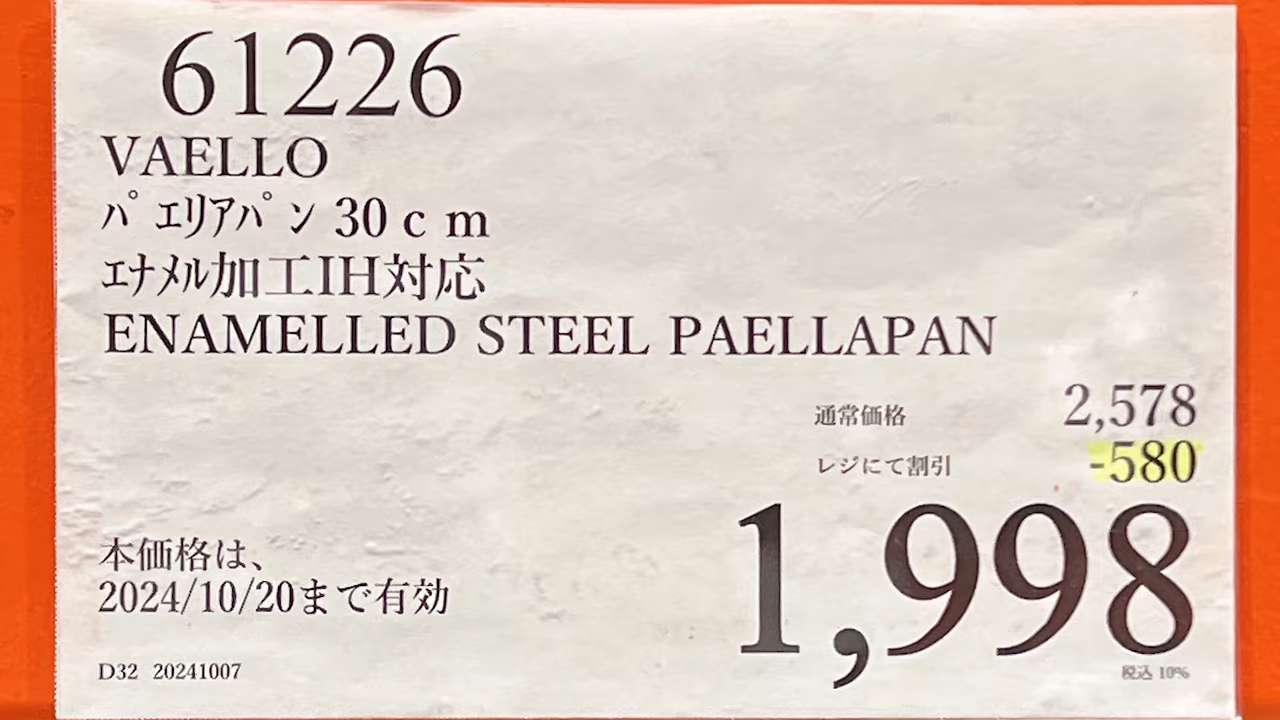 61226
VAELLO
ﾊﾟｴﾘｱﾊﾟﾝ 30ｃｍ
ｴﾅﾒﾙ加工IH対応
ENAMELLED STEEL PAELLAPAN
通常価格 2,578
レジにて割引 -580
1,998
税込 10%
本価格は、
2024/10/20まで有効
D32 20241007